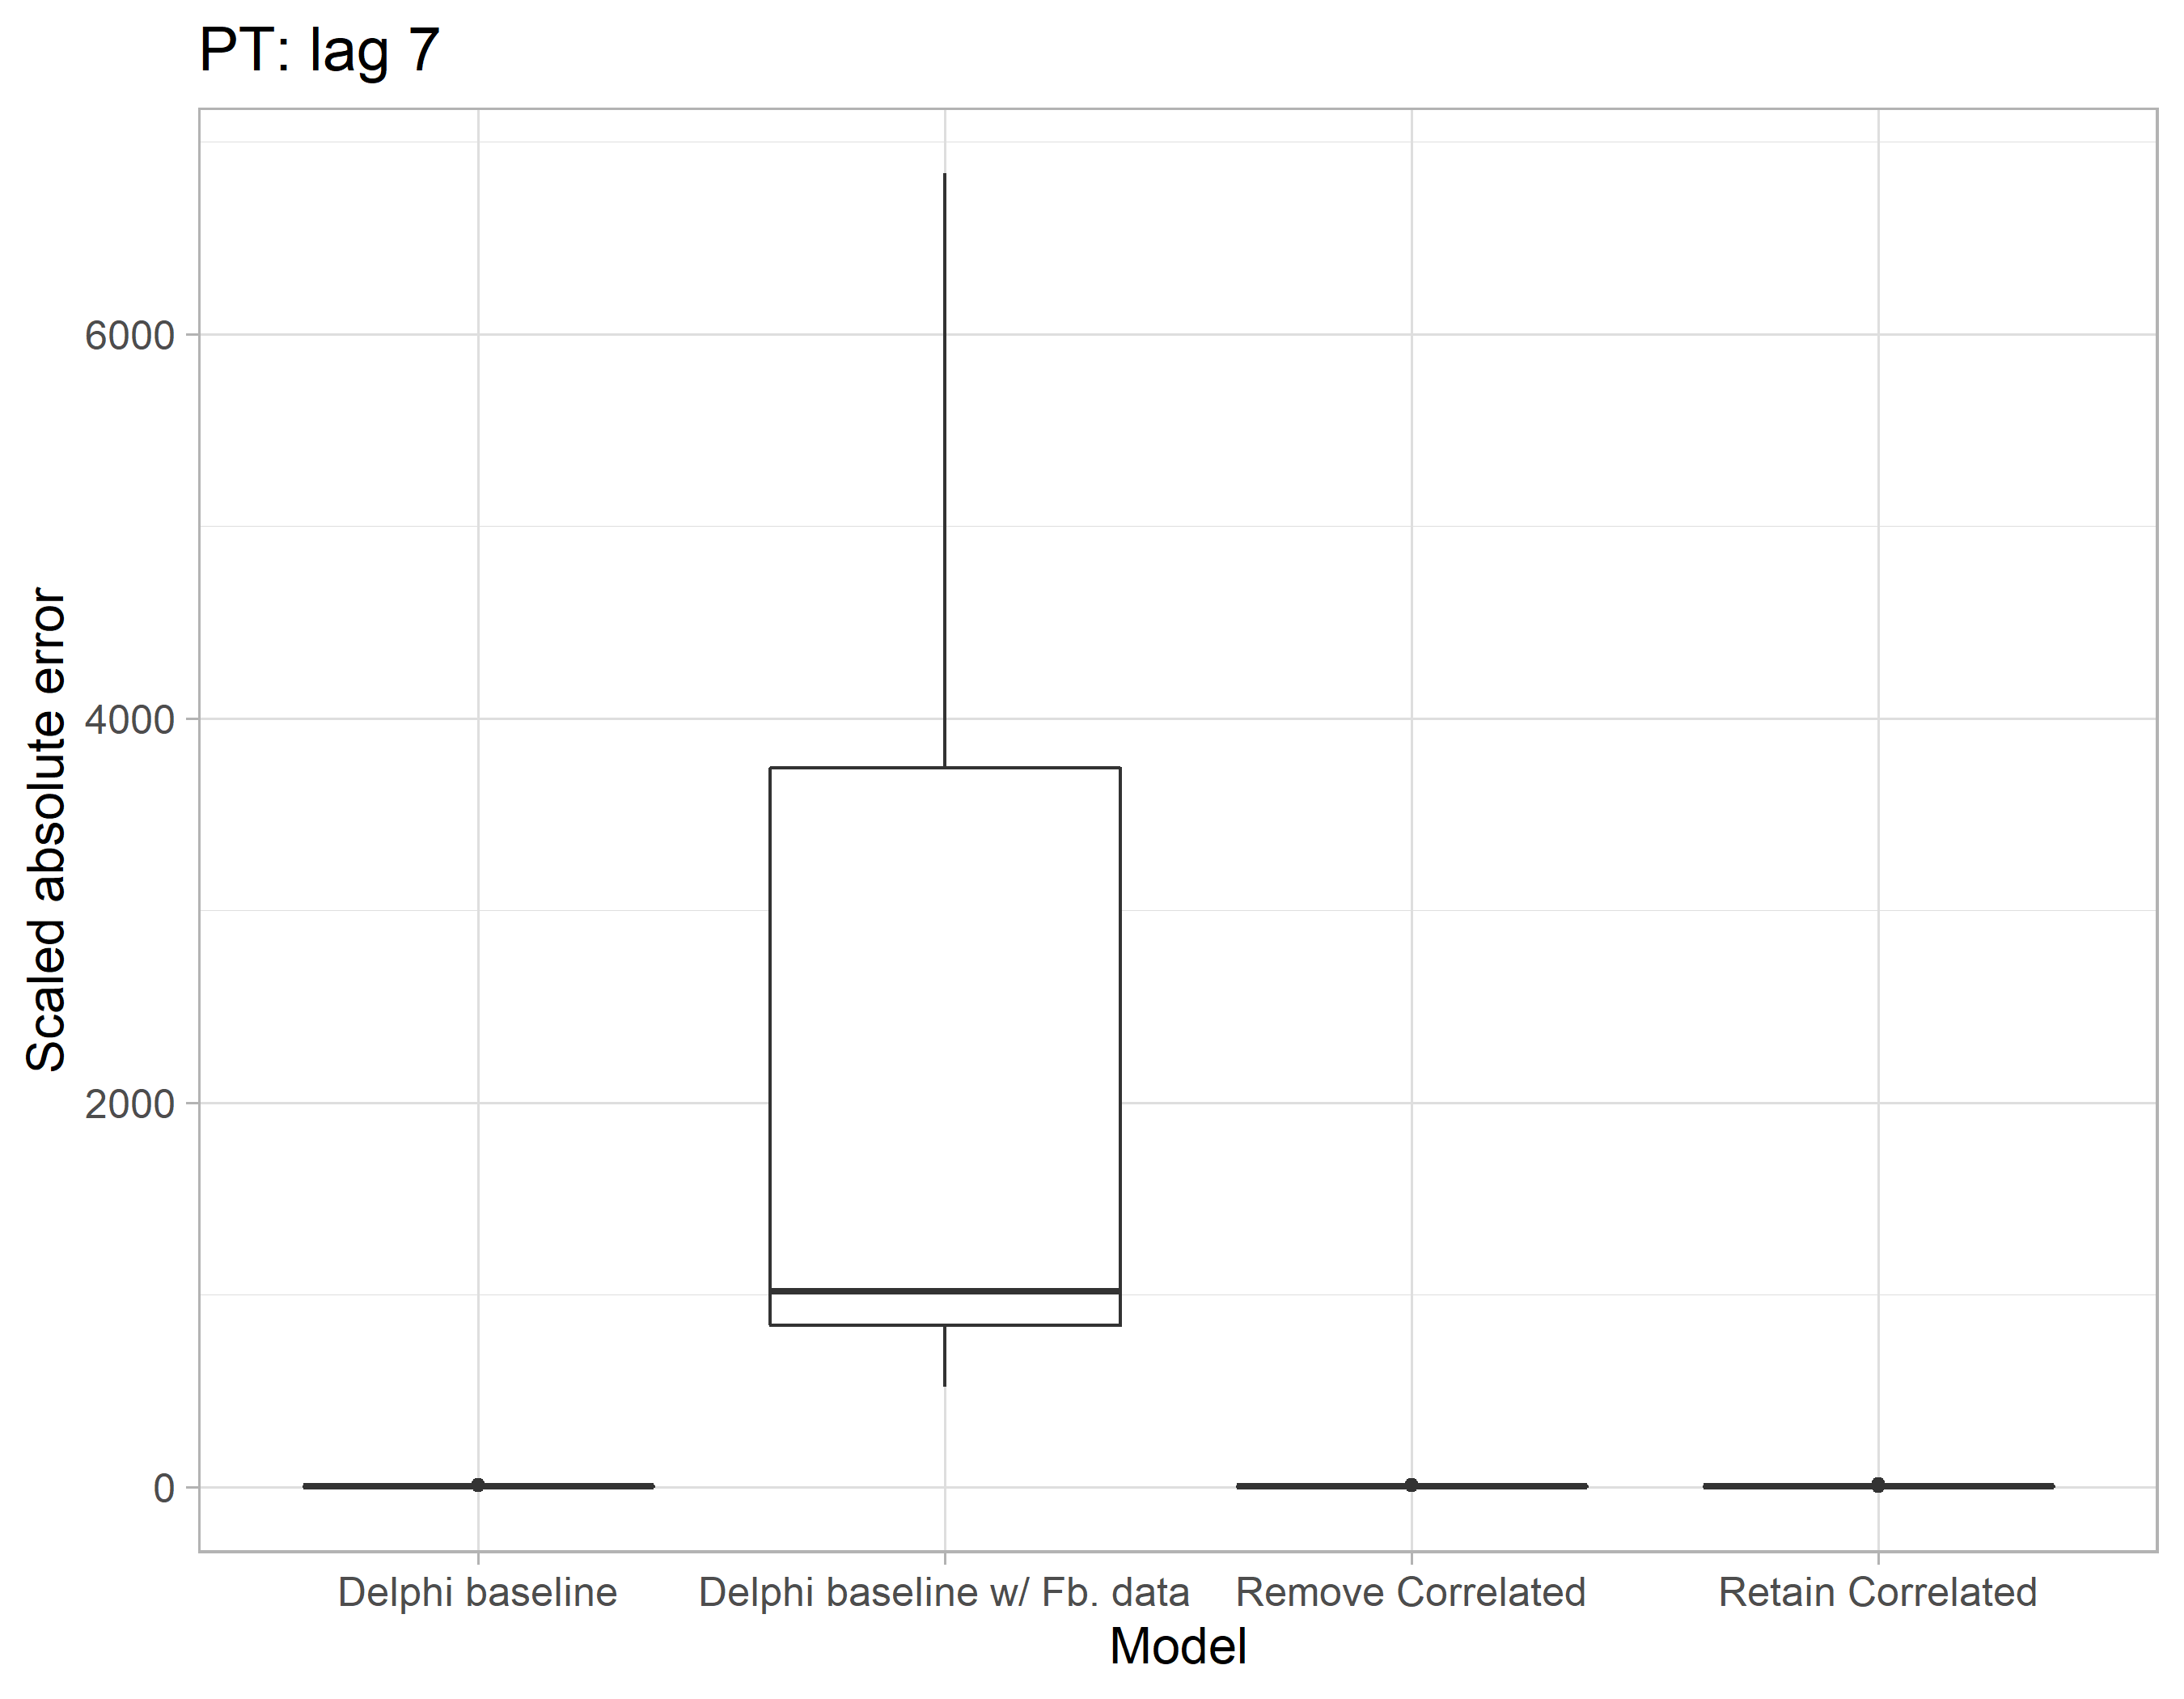 PT: lag 7
Scaled absolute error
6000
4000
2000
0
Delphi baseline
Delphi baseline w/ Fb. data
Remove Correlated
Retain Correlated
Model